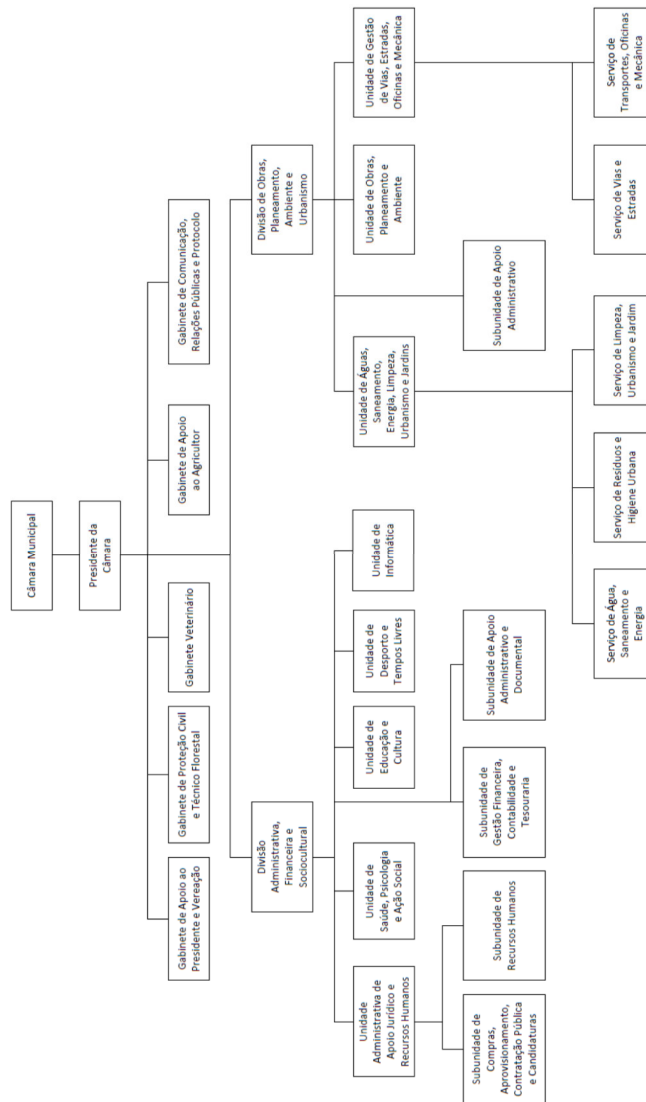 Câmara Municipal
Presidente da
Câmara
Gabinete de Apoio ao
Presidente e Vereação
Gabinete de Proteção Civil
e Técnico Florestal
Gabinete Veterinário
Gabinete de Apoio
ao Agricultor
Gabinete de Comunicação,
Relações Públicas e Protocolo
Divisão
Administrativa,
Financeira e
Sociocultural
Divisão de Obras,
Planeamento,
Ambiente e
Urbanismo
Unidade
Administrativa de
Apoio Jurídico e
Recursos Humanos
Unidade de
Saúde, Psicologia
e Ação Social
Unidade de
Educação e
Cultura
Unidade de
Desporto e
Tempos Livres
Unidade de
Informática
Unidade de Águas,
Saneamento,
Energia, Limpeza,
Urbanismo e Jardins
Unidade de Obras,
Planeamento e
Ambiente
Unidade de Gestão
de Vias, Estradas,
Oficinas e Mecânica
Subunidade de
Compras,
Aprovisionamento,
Contratação Pública
e Candidaturas
Subunidade de
Recursos Humanos
Subunidade de
Gestão Financeira,
Contabilidade e
Tesouraria
Subunidade de Apoio
Administrativo e
Documental
Subunidade de Apoio
Administrativo
Serviço de Água,
Saneamento e
Energia
Serviço de Resíduos e
Higiene Urbana
Serviço de Limpeza,
Urbanismo e Jardim
Serviço de Vias e
Estradas
Serviço de
Transportes, Oficinas
e Mecânica